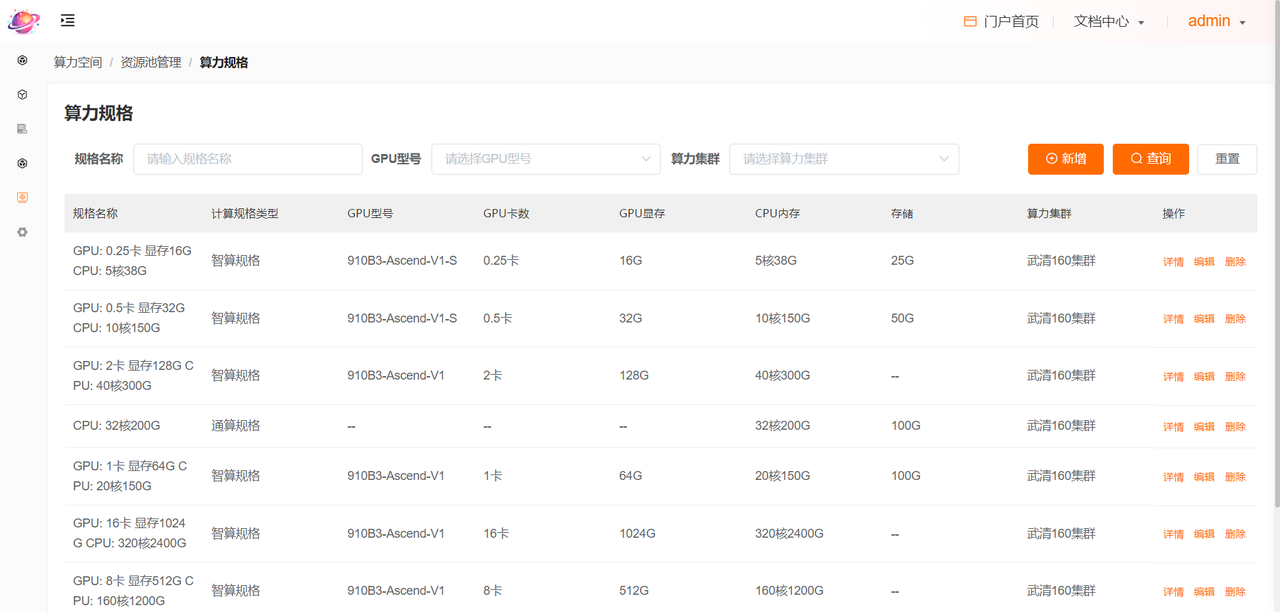 门户首页 文档中心 admin
算力空间 / 资源池管理 / 算力规格
算力规格
规格名称 请输入规格名称 GPU型号 请选择GPU型号 算力集群 请选择算力集群 新增 查询 重置
规格名称 计算规格类型 GPU型号 GPU卡数 GPU显存 CPU内存 存储 算力集群 操作
GPU: 0.25卡 显存16G
CPU: 5核38G
智算规格 910B3-Ascend-V1-S 0.25卡 16G 5核38G 25G 武清160集群 详情 编辑 删除
GPU: 0.5卡 显存32G
CPU: 10核150G
智算规格 910B3-Ascend-V1-S 0.5卡 32G 10核150G 50G 武清160集群 详情 编辑 删除
GPU: 2卡 显存128G C
PU: 40核300G
智算规格 910B3-Ascend-V1 2卡 128G 40核300G -- 武清160集群 详情 编辑 删除
CPU: 32核200G 通算规格 -- -- -- 32核200G 100G 武清160集群 详情 编辑 删除
GPU: 1卡 显存64G C
PU: 20核150G
智算规格 910B3-Ascend-V1 1卡 64G 20核150G 100G 武清160集群 详情 编辑 删除
GPU: 16卡 显存1024
G CPU: 320核2400G
智算规格 910B3-Ascend-V1 16卡 1024G 320核2400G -- 武清160集群 详情 编辑 删除
GPU: 8卡 显存512G C
PU: 160核1200G
智算规格 910B3-Ascend-V1 8卡 512G 160核1200G -- 武清160集群 详情 编辑 删除